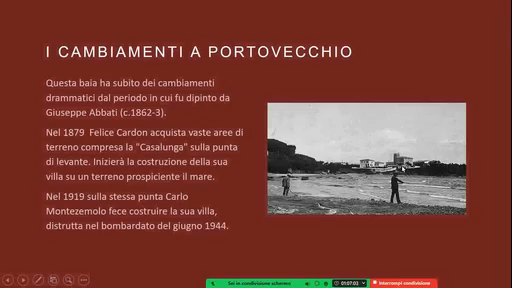 I CAMBIAMENTI A PORTOVECCHIO
Questa baia ha subito dei cambiamenti
drammatici dal periodo in cui fu dipinto da
Giuseppe Abbati (c.1862-3).
Nel 1879 Felice Cardon acquista vaste aree di
terreno compresa la "Casalunga" sulla punta
di levante. Inizierà la costruzione della sua
villa su un terreno prospiciente il mare.
Nel 1919 sulla stessa punta Carlo
Montezemolo fece costruire la sua villa,
distrutta nel bombardato del giugno 1944.
Sei in condivisione schermo
01:07:03
Interrompi condivisione